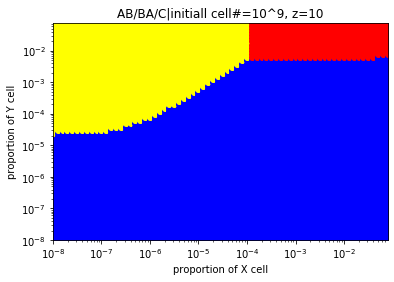 AB/BA/C|initiall cell#=10^9, z=10
proportion of Y cell
10⁻²
10⁻³
10⁻⁴
10⁻⁵
10⁻⁶
10⁻⁷
10⁻⁸
10⁻⁸ 10⁻⁷ 10⁻⁶ 10⁻⁵ 10⁻⁴ 10⁻³ 10⁻²
proportion of X cell